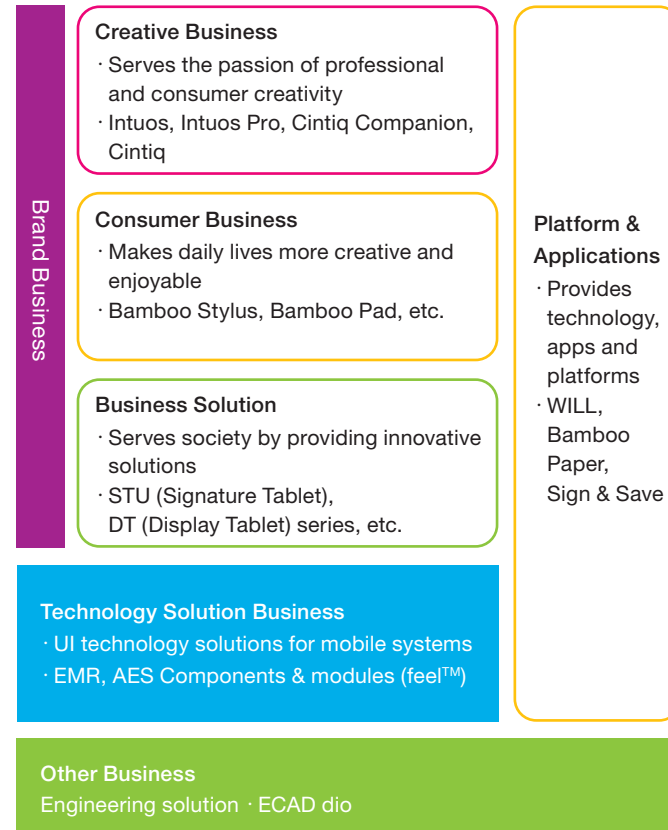 Brand Business
Creative Business
· Serves the passion of professional
and consumer creativity
· Intuos, Intuos Pro, Cintiq Companion,
Cintiq
Consumer Business
· Makes daily lives more creative and
enjoyable
· Bamboo Stylus, Bamboo Pad, etc.
Business Solution
· Serves society by providing innovative
solutions
· STU (Signature Tablet),
DT (Display Tablet) series, etc.
Platform &
Applications
· Provides
technology,
apps and
platforms
· WILL,
Bamboo
Paper,
Sign & Save
Technology Solution Business
· UI technology solutions for mobile systems
· EMR, AES Components & modules (feel™)
Other Business
Engineering solution · ECAD dio